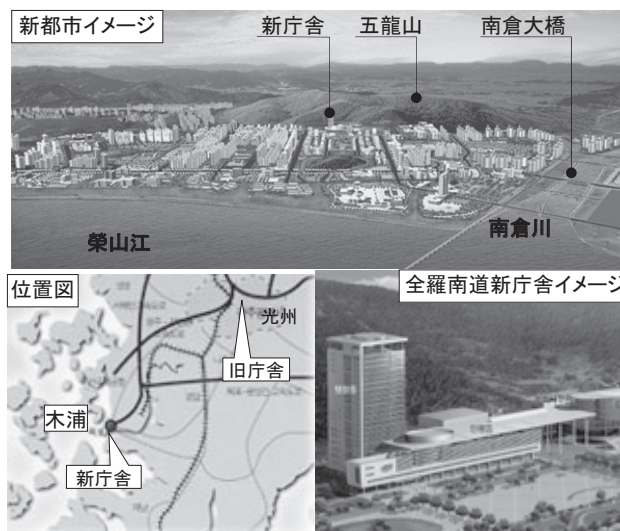 新都市イメージ
新庁舎
五龍山
南倉大橋
榮山江
南倉川
位置図
光州
旧庁舎
木浦
新庁舎
全羅南道新庁舎イメージ